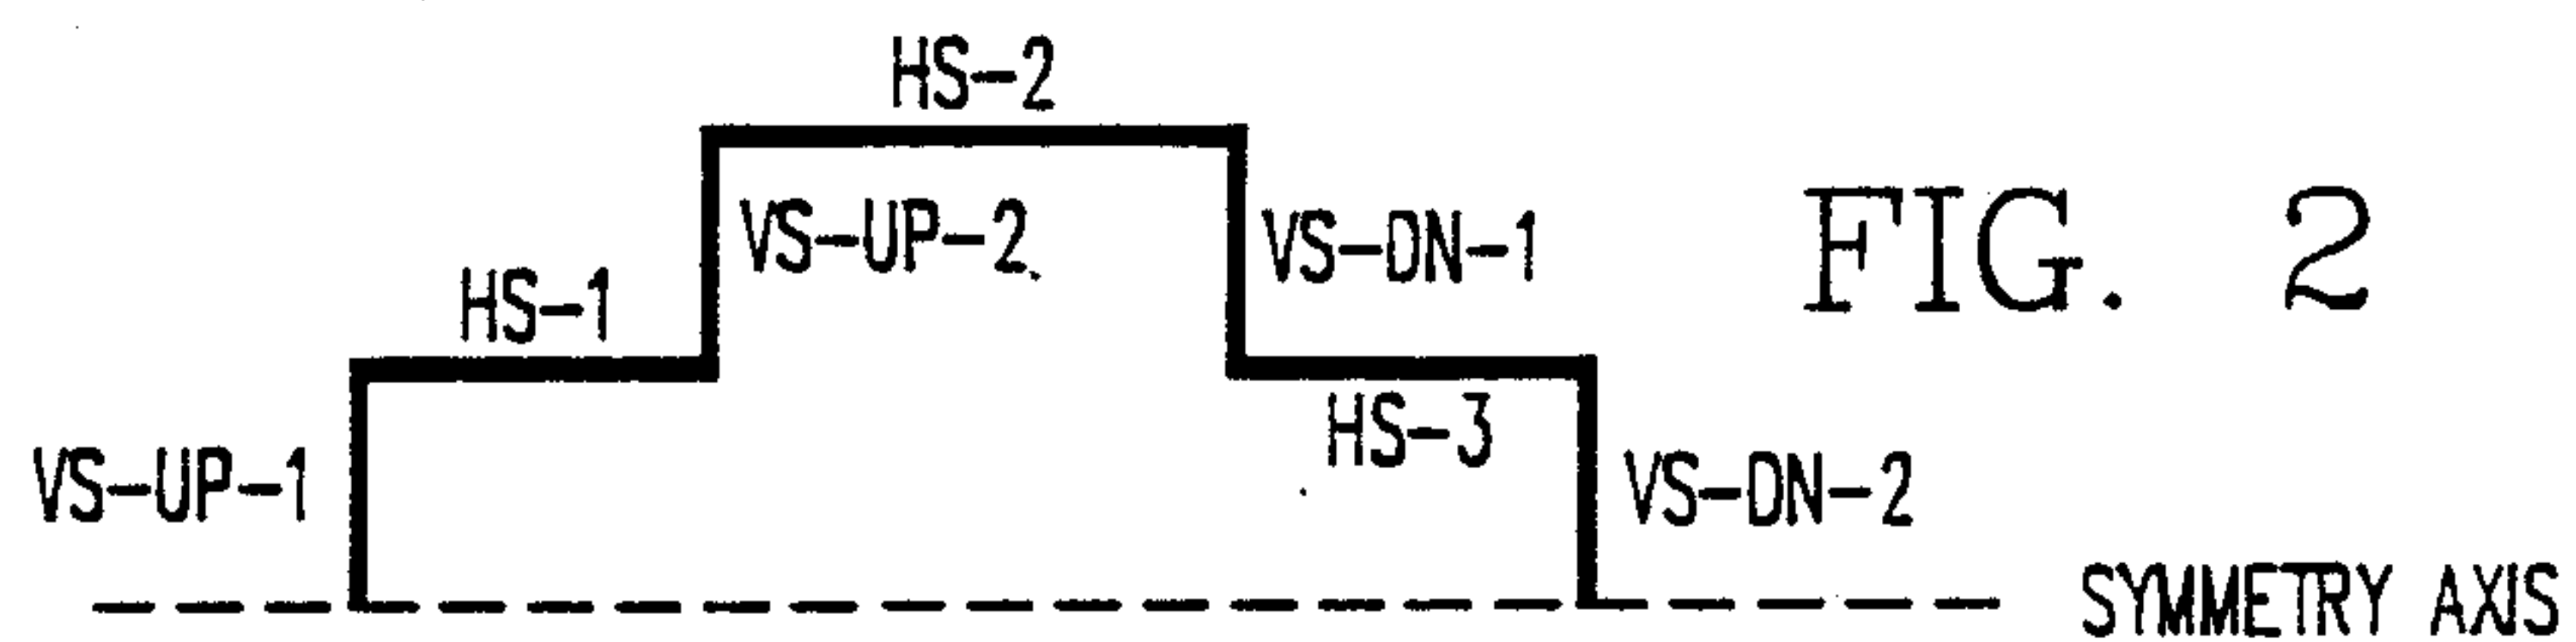 HS-2
VS-UP-2
VS-DN-1
FIG. 2
HS-1
HS-3
VS-UP-1
VS-DN-2
SYMMETRY AXIS